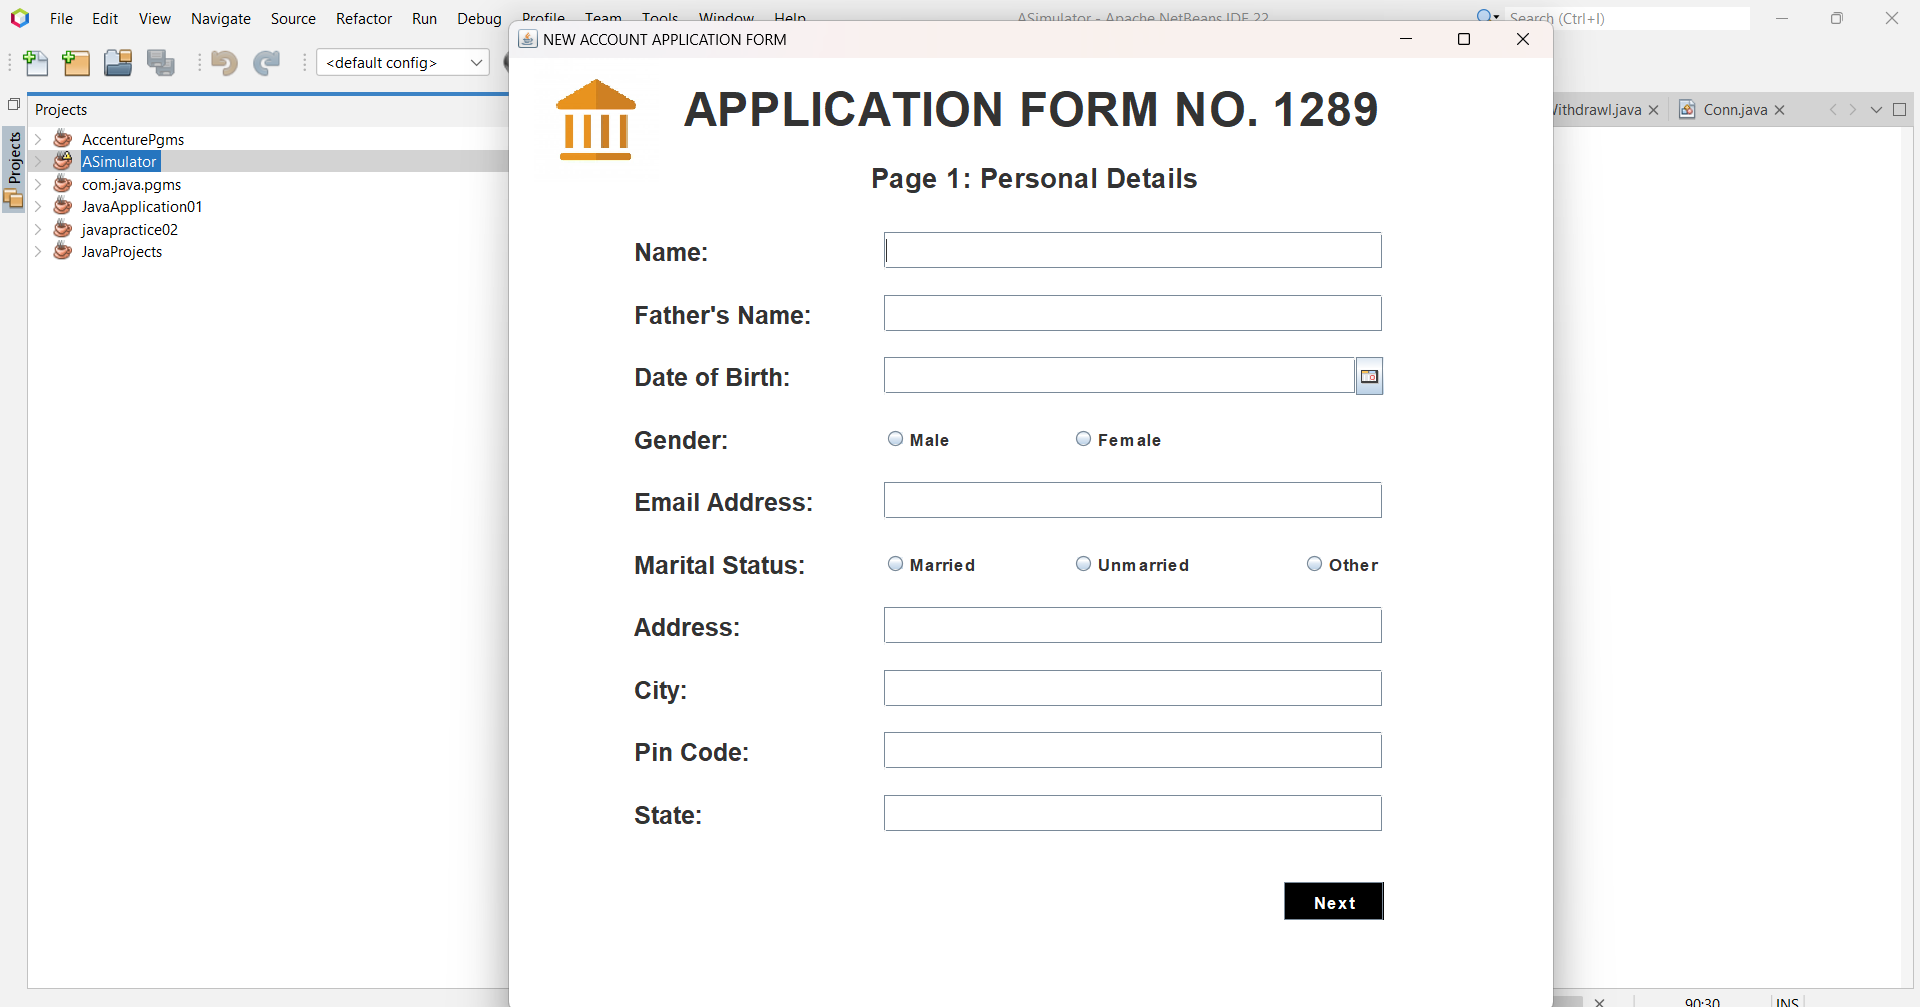 File Edit View Navigate Source Refactor Run Debug Profile Team Tools Window Help ASimulator - Apache NetBeans IDE 22 Search (Ctrl+I)
NEW ACCOUNT APPLICATION FORM
<default config>
Projects
Projects
AccenturePgms
ASimulator
com.java.pgms
JavaApplication01
javapractice02
JavaProjects
Conn.java
APPLICATION FORM NO. 1289
Page 1: Personal Details
Name:
Father's Name:
Date of Birth:
Gender: Male Female
Email Address:
Marital Status: Married Unmarried Other
Address:
City:
Pin Code:
State:
Next
90:30 INS